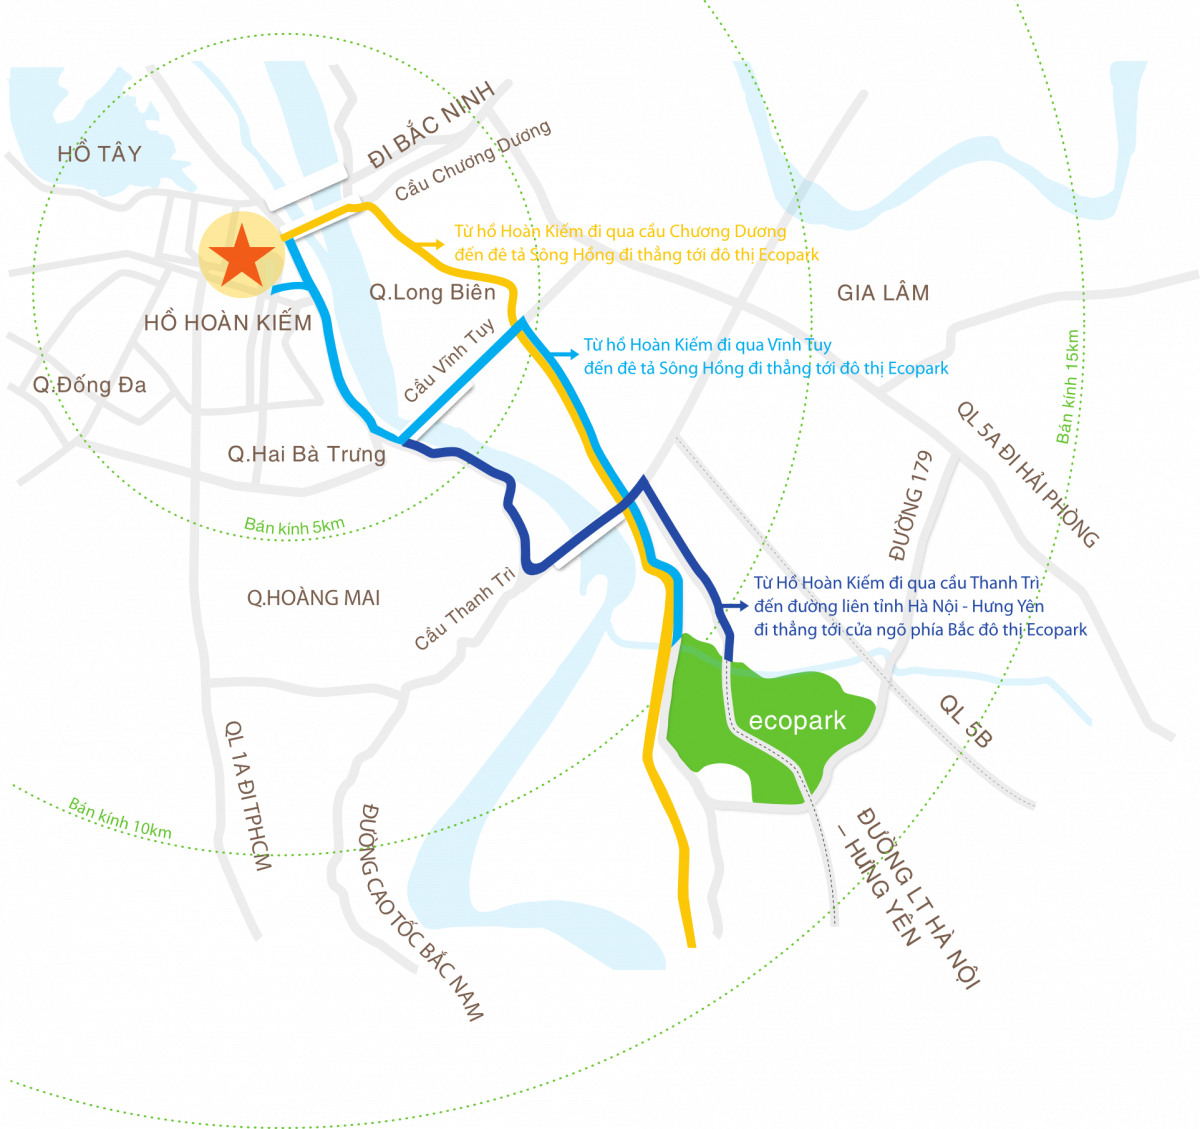 ĐI BẮC NINH
Cầu Chương Dương
HỒ TÂY
Từ hồ Hoàn Kiếm đi qua cầu Chương Dương
đến đê tả Sông Hồng đi thẳng tới đô thị Ecopark
Q.Long Biên
GIA LÂM
HỒ HOÀN KIẾM
Cầu Vĩnh Tuy
Từ hồ Hoàn Kiếm đi qua Vĩnh Tuy
đến đê tả Sông Hồng đi thẳng tới đô thị Ecopark
Bán kính 15km
Q.Đống Đa
QL 5A ĐI HẢI PHÒNG
Q.Hai Bà Trưng
ĐƯỜNG 179
Bán kính 5km
Q.HOÀNG MAI
Cầu Thanh Trì
Từ Hồ Hoàn Kiếm đi qua cầu Thanh Trì
đến đường liên tỉnh Hà Nội - Hưng Yên
đi thẳng tới cửa ngõ phía Bắc đô thị Ecopark
ecopark
QL 5B
QL 1A ĐI TPHCM
Bán kính 10km
ĐƯỜNG CAO TỐC BẮC NAM
ĐƯỜNG LT HÀ NỘI
– HƯNG YÊN